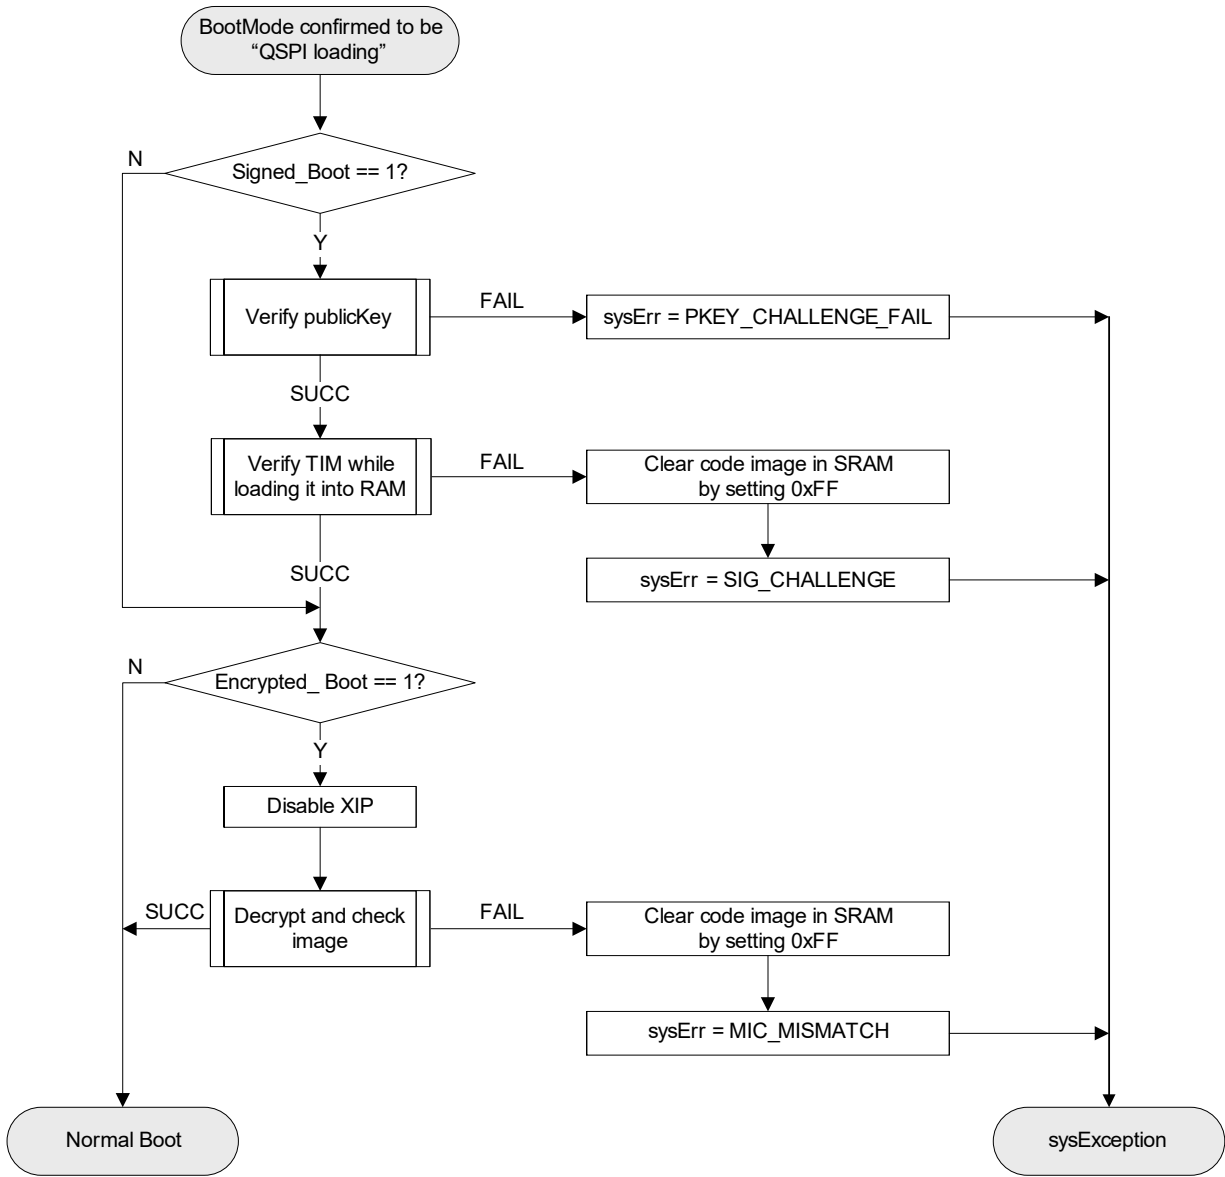 BootMode confirmed to be
“QSPI loading”
N
Signed_Boot == 1?
Y
Verify publicKey
FAIL
sysErr = PKEY_CHALLENGE_FAIL
SUCC
Verify TIM while
loading it into RAM
FAIL
Clear code image in SRAM
by setting 0xFF
sysErr = SIG_CHALLENGE
SUCC
N
Encrypted_ Boot == 1?
Y
Disable XIP
SUCC
Decrypt and check
image
FAIL
Clear code image in SRAM
by setting 0xFF
sysErr = MIC_MISMATCH
Normal Boot
sysException